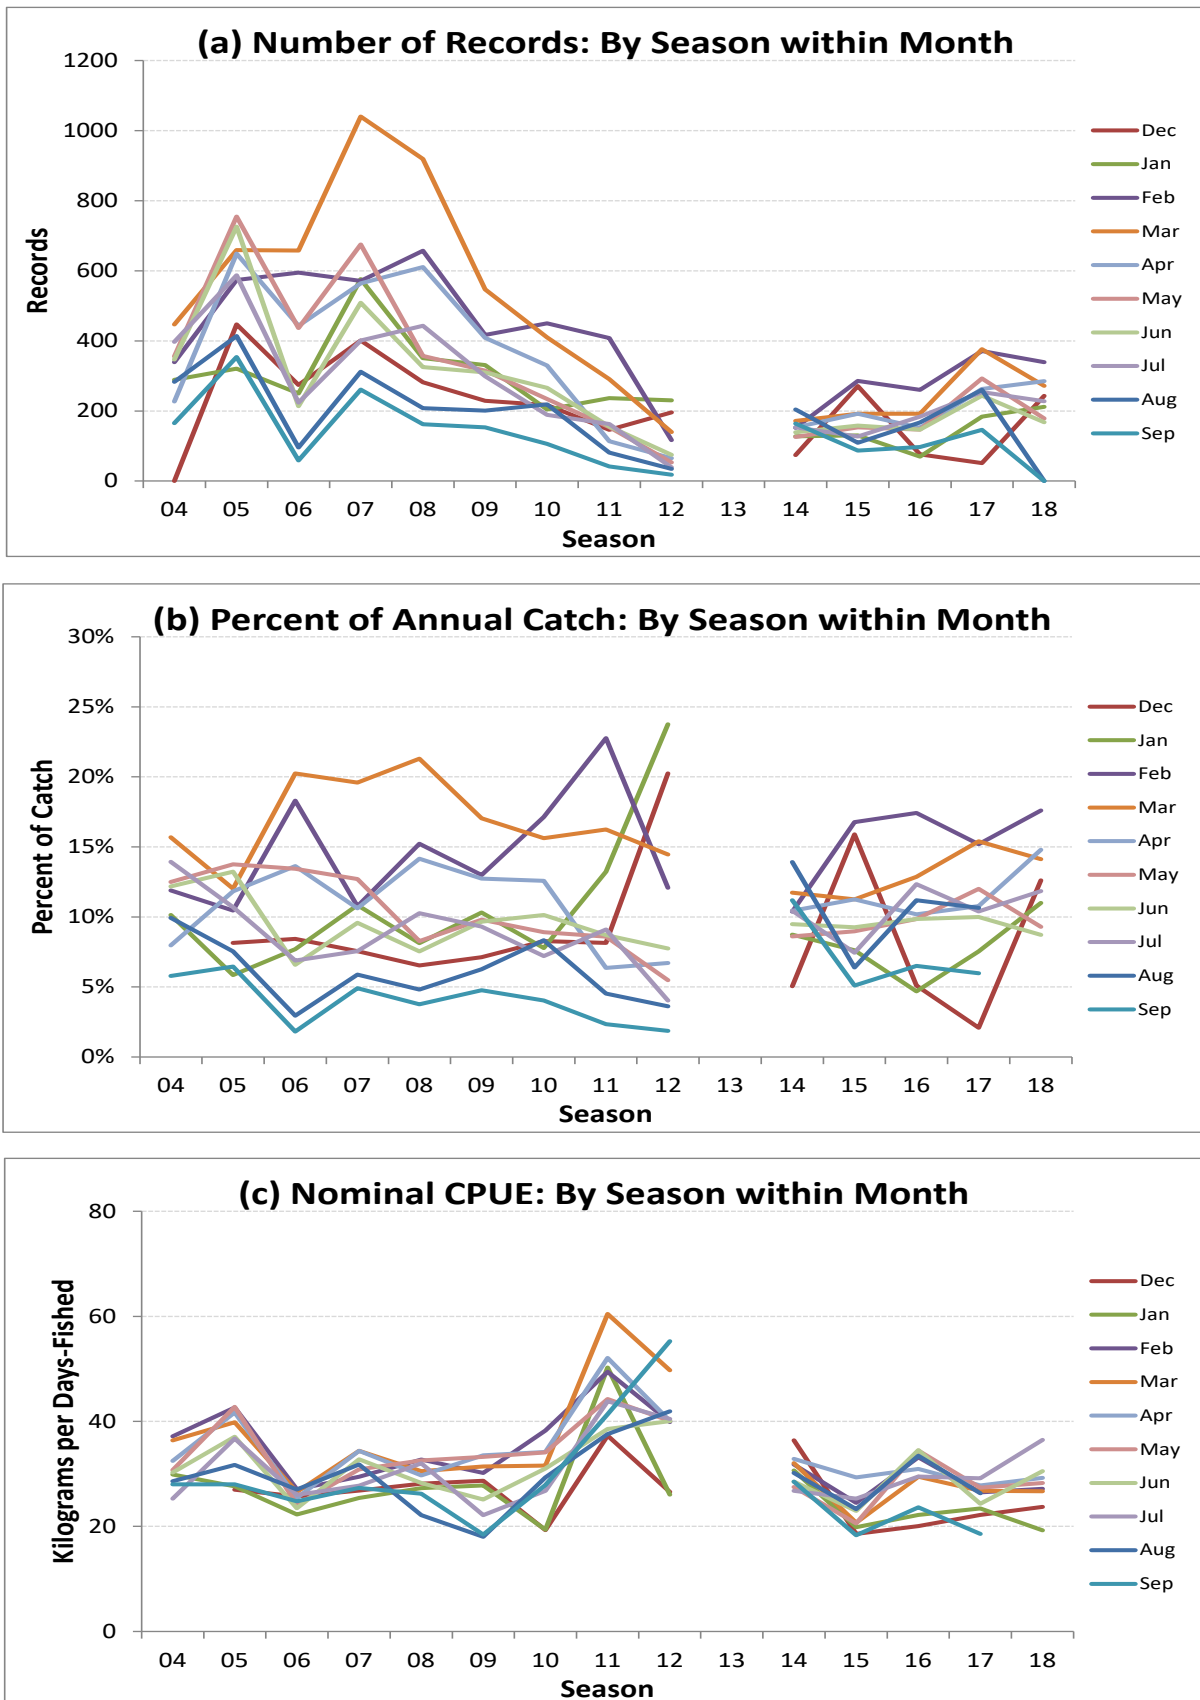 (a) Number of Records: By Season within Month
1200
1000
800
600
400
200
0
Records
04 05 06 07 08 09 10 11 12 13 14 15 16 17 18
Season
Dec
Jan
Feb
Mar
Apr
May
Jun
Jul
Aug
Sep
(b) Percent of Annual Catch: By Season within Month
30%
25%
20%
15%
10%
5%
0%
Percent of Catch
04 05 06 07 08 09 10 11 12 13 14 15 16 17 18
Season
Dec
Jan
Feb
Mar
Apr
May
Jun
Jul
Aug
Sep
(c) Nominal CPUE: By Season within Month
80
60
40
20
0
Kilograms per Days-Fished
04 05 06 07 08 09 10 11 12 13 14 15 16 17 18
Season
Dec
Jan
Feb
Mar
Apr
May
Jun
Jul
Aug
Sep